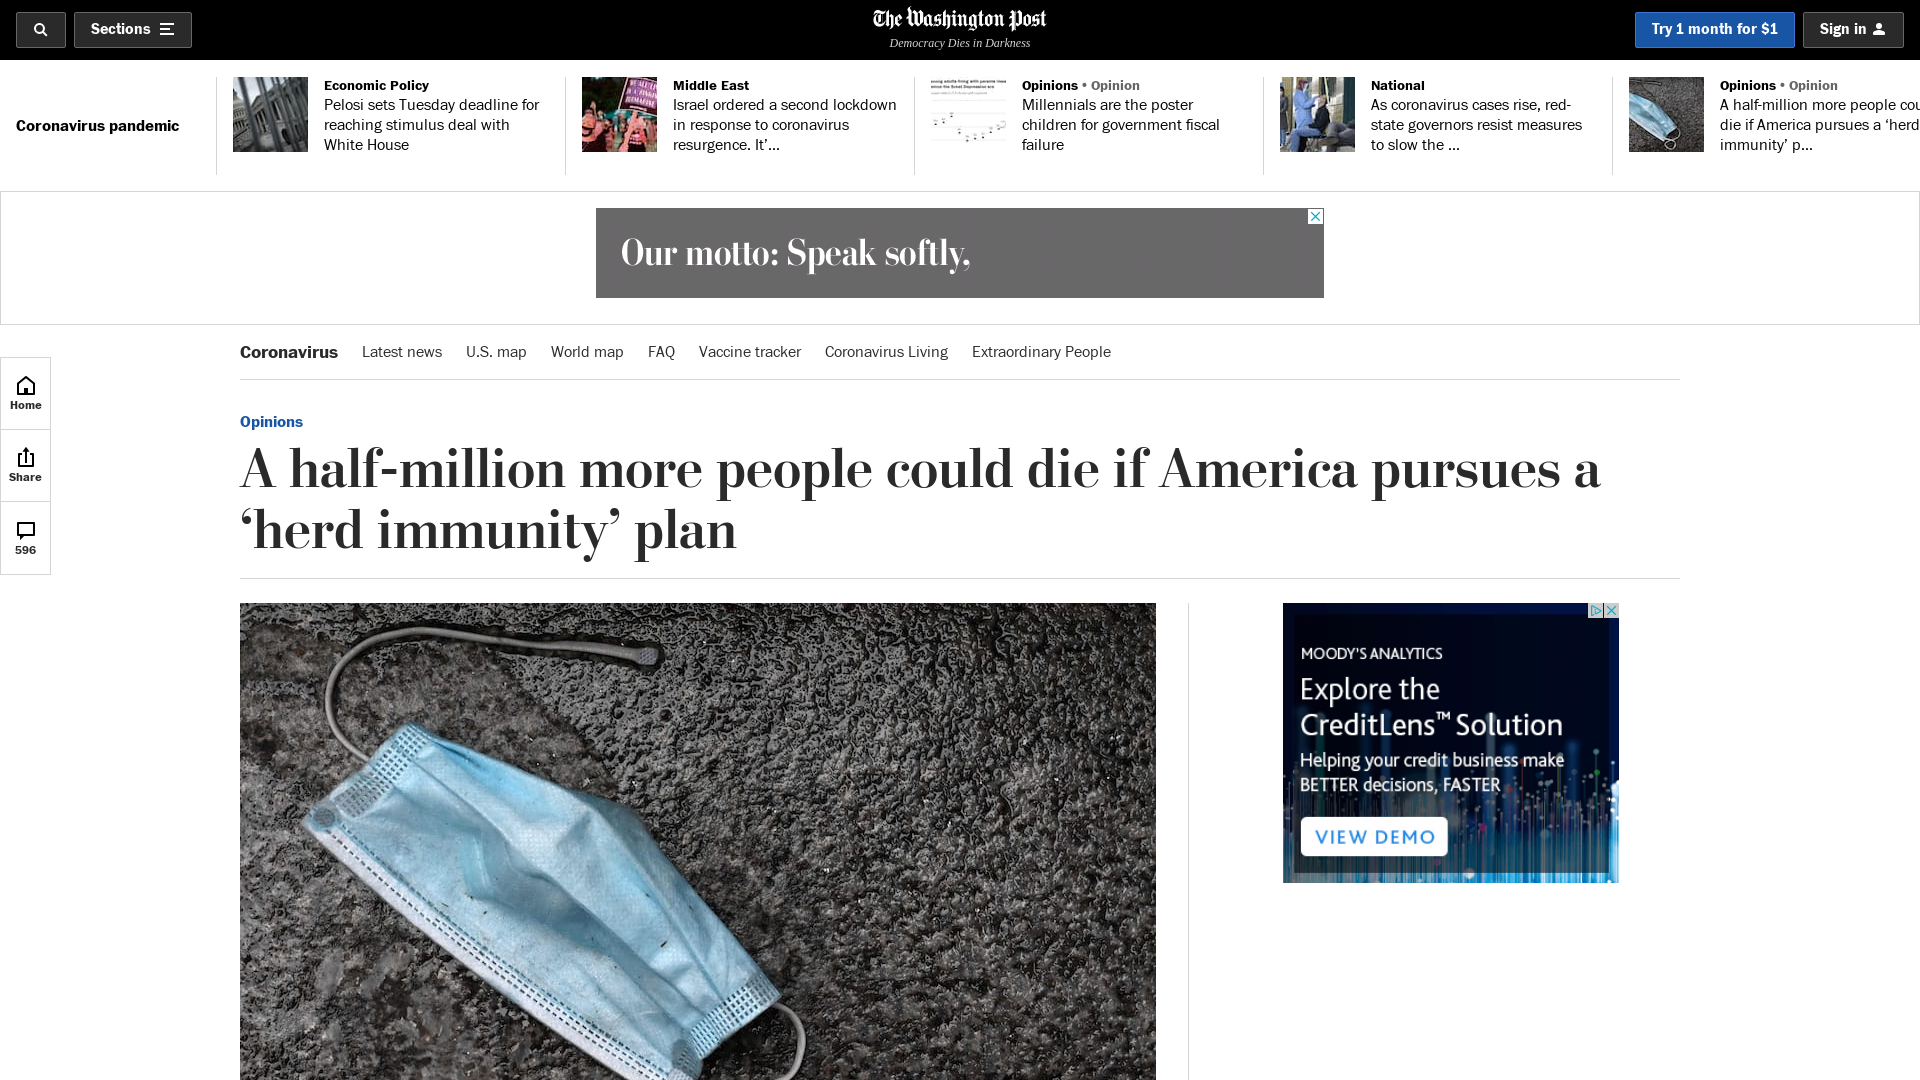 Sections
The Washington Post
Democracy Dies in Darkness
Try 1 month for $1
Sign in
Coronavirus pandemic
Economic Policy
Pelosi sets Tuesday deadline for
reaching stimulus deal with
White House
Middle East
Israel ordered a second lockdown
in response to coronavirus
resurgence. It’...
Opinions • Opinion
Millennials are the poster
children for government fiscal
failure
National
As coronavirus cases rise, red-
state governors resist measures
to slow the ...
Opinions • Opinion
A half-million more people cou
die if America pursues a ‘herd
immunity’ p...
Our motto: Speak softly,
Coronavirus
Latest news
U.S. map
World map
FAQ
Vaccine tracker
Coronavirus Living
Extraordinary People
Home
Share
596
Opinions
A half-million more people could die if America pursues a
‘herd immunity’ plan
MOODY'S ANALYTICS
Explore the
CreditLens™ Solution
Helping your credit business make
BETTER decisions, FASTER
VIEW DEMO